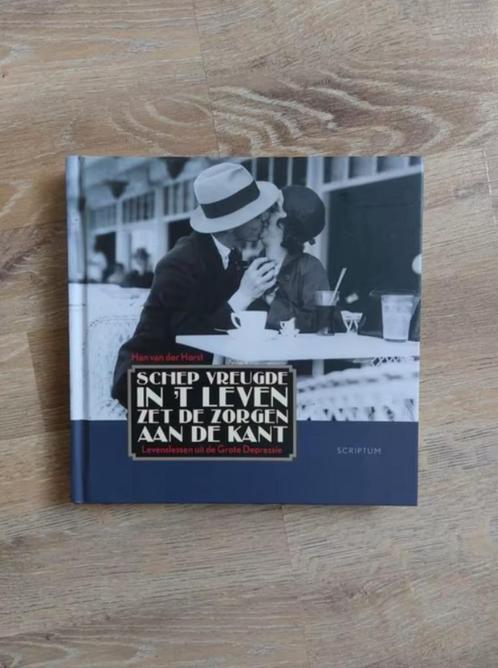 Han van der Horst
SCHEP VREUGDE
IN 'T LEVEN
ZET DE ZORGEN
AAN DE KANT
Levenslessen uit de Grote Depressie
SCRIPTUM